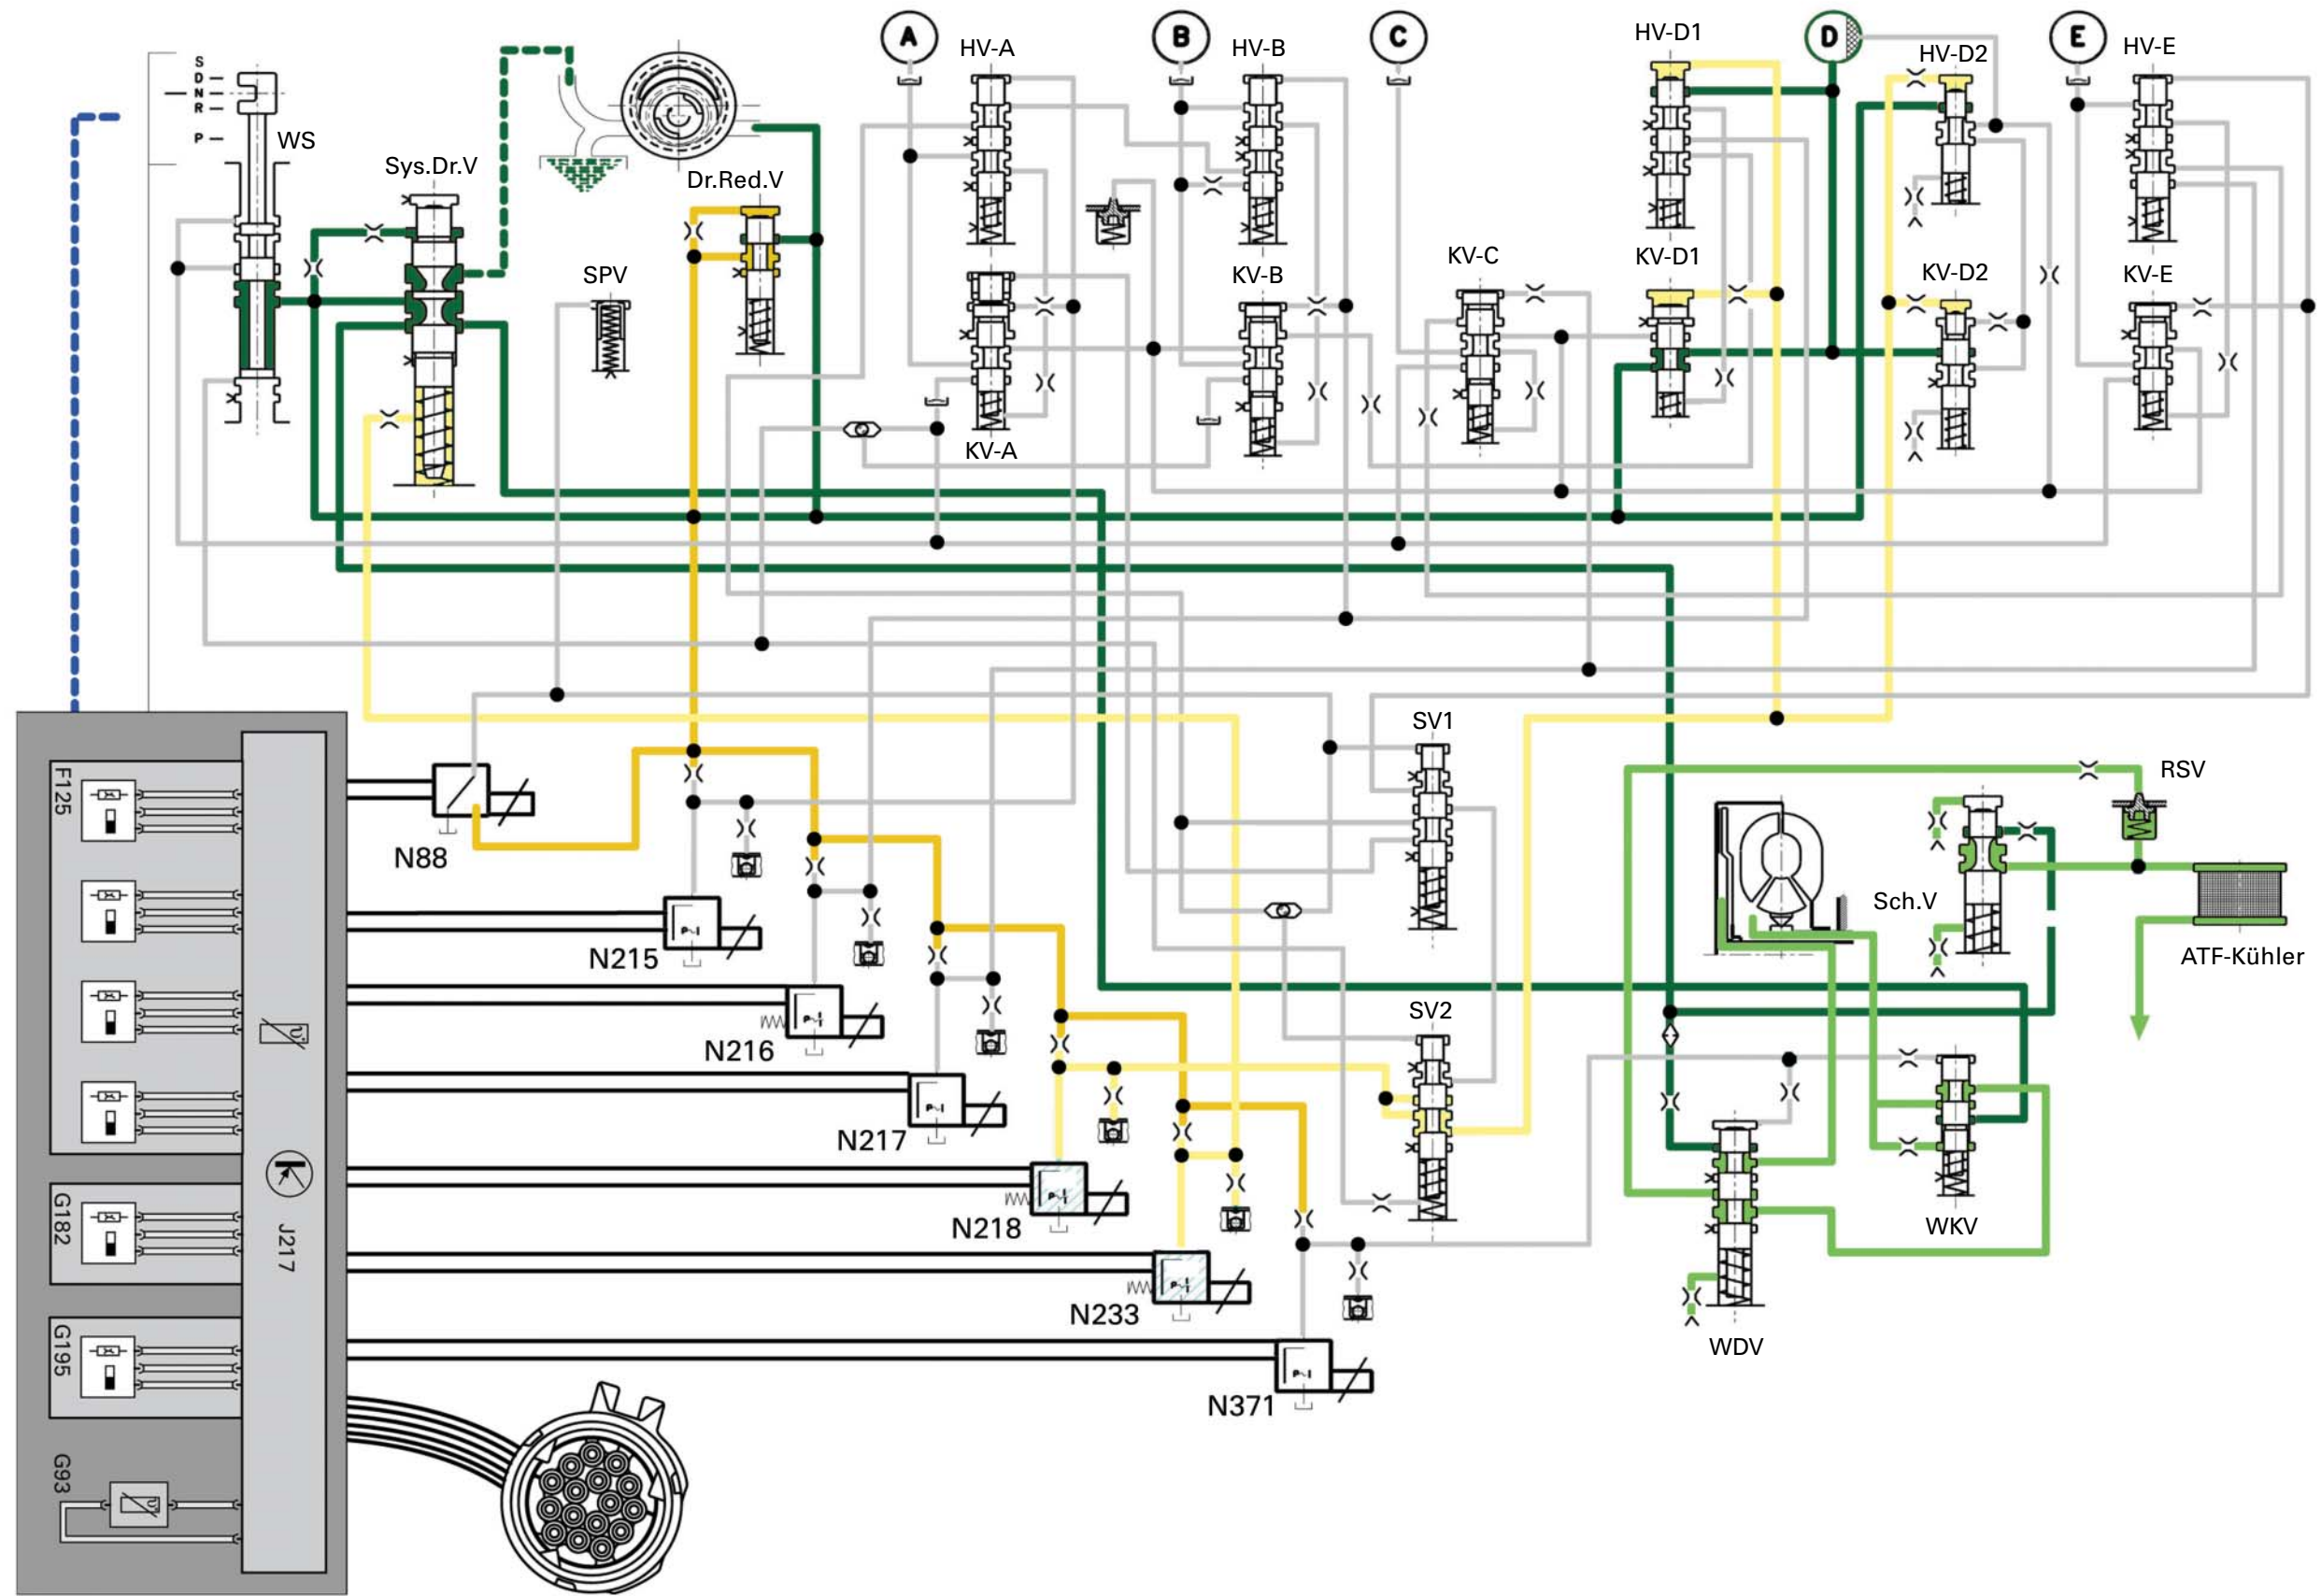 A
B
C
D
E
HV-A
HV-B
HV-D1
HV-D2
HV-E
S
D
N
R
P
WS
Sys.Dr.V
Dr.Red.V
SPV
KV-A
KV-B
KV-C
KV-D1
KV-D2
KV-E
SV1
SV2
RSV
Sch.V
ATF-Kühler
WKV
WDV
F125
G182
G195
G93
J217
N88
N215
N216
N217
N218
N233
N371